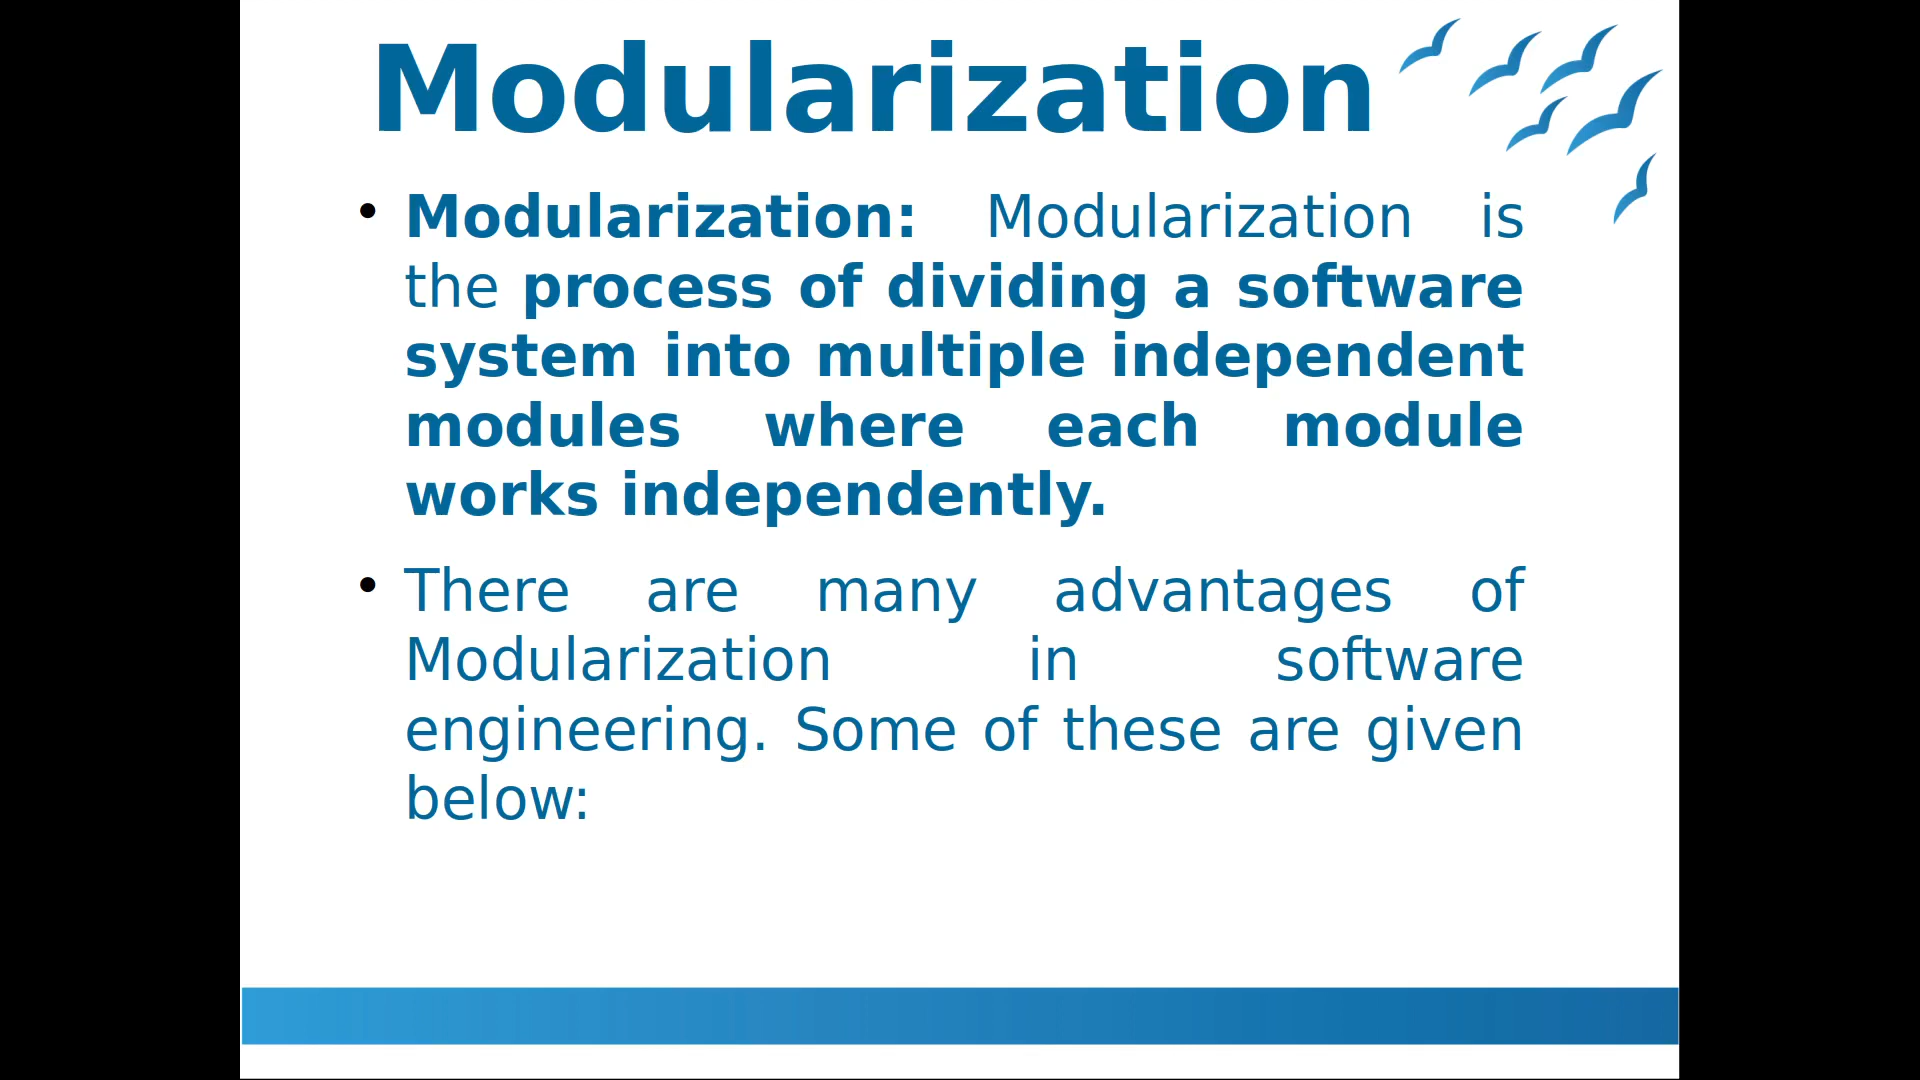 Modularization
• Modularization: Modularization is
the process of dividing a software
system into multiple independent
modules where each module
works independently.
• There are many advantages of
Modularization in software
engineering. Some of these are given
below: